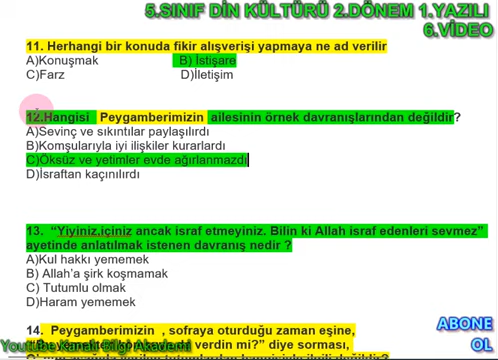 5.SINIF DİN KÜLTÜRÜ 2.DÖNEM 1.YAZILI
6.VİDEO
11. Herhangi bir konuda fikir alışverişi yapmaya ne ad verilir
A)Konuşmak B) İstişare
C)Farz D)İletişim
12.Hangisi Peygamberimizin ailesinin örnek davranışlarından değildir?
A)Sevinç ve sıkıntılar paylaşılırdı
B)Komşularıyla iyi ilişkiler kurarlardı
C)Öksüz ve yetimler evde ağırlanmazdı
D)İsraftan kaçınılırdı
13. “Yiyiniz,içiniz ancak israf etmeyiniz. Bilin ki Allah israf edenleri sevmez”
ayetinde anlatılmak istenen davranış nedir ?
A)Kul hakkı yememek
B) Allah’a şirk koşmamak
C) Tutumlu olmak
D)Haram yememek
14. Peygamberimizin , sofraya oturduğu zaman eşine,
verdin mi?” diye sorması,
Youtube Kanalı Bilgi Akademi
ABONE
OL